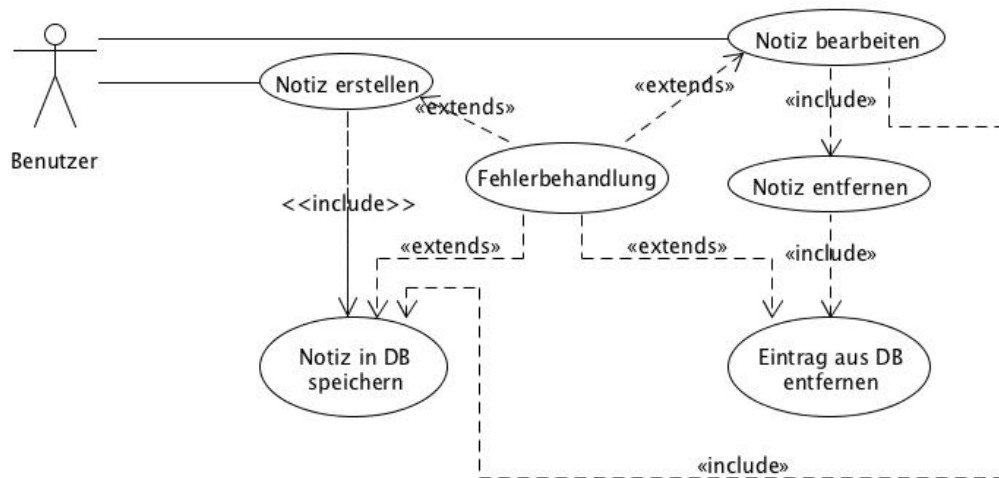 Notiz bearbeiten
Notiz erstellen
«extends»
«extends»
«include»
Benutzer
Fehlerbehandlung
Notiz entfernen
<<include>>
«extends»
«extends»
«include»
Notiz in DB
speichern
Eintrag aus DB
entfernen
«include»